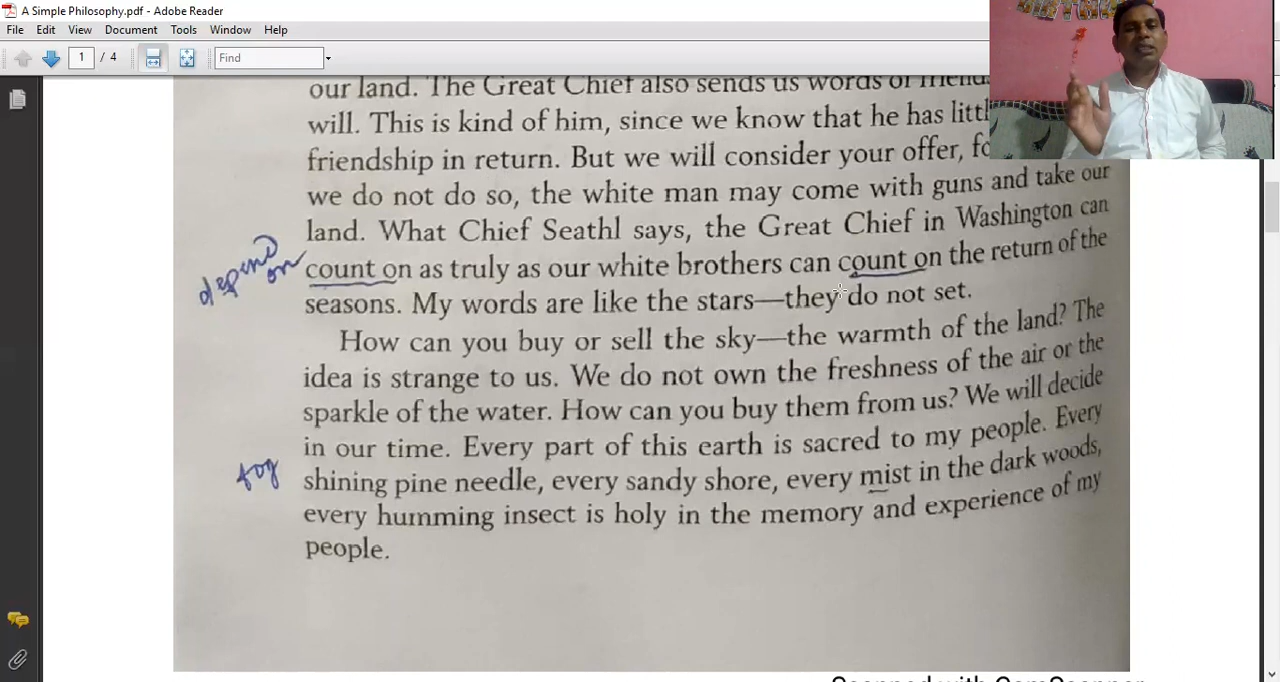 A Simple Philosophy.pdf - Adobe Reader
File Edit View Document Tools Window Help
1 / 4 Find
our land. The Great Chief also sends us words of
will. This is kind of him, since we know that he has
friendship in return. But we will consider your offer,
we do not do so, the white man may come with guns and take our
land. What Chief Seathl says, the Great Chief in Washington can
depend on
count on as truly as our white brothers can count on the return of the
seasons. My words are like the stars—they do not set.
How can you buy or sell the sky—the warmth of the land? The
idea is strange to us. We do not own the freshness of the air or the
sparkle of the water. How can you buy them from us? We will decide
in our time. Every part of this earth is sacred to my people. Every
fog
shining pine needle, every sandy shore, every mist in the dark woods,
every humming insect is holy in the memory and experience of my
people.